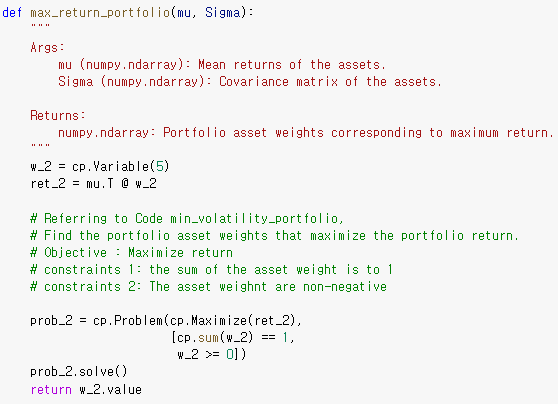 def max_return_portfolio(mu, Sigma):
    """
    Args:
        mu (numpy.ndarray): Mean returns of the assets.
        Sigma (numpy.ndarray): Covariance matrix of the assets.

    Returns:
        numpy.ndarray: Portfolio asset weights corresponding to maximum return.
    """
    w_2 = cp.Variable(5)
    ret_2 = mu.T @ w_2

    # Referring to Code min_volatility_portfolio,
    # Find the portfolio asset weights that maximize the portfolio return.
    # Objective : Maximize return
    # constraints 1: the sum of the asset weight is to 1
    # constraints 2: The asset weighnt are non-negative

    prob_2 = cp.Problem(cp.Maximize(ret_2),
                        [cp.sum(w_2) == 1,
                         w_2 >= 0])
    prob_2.solve()
    return w_2.value